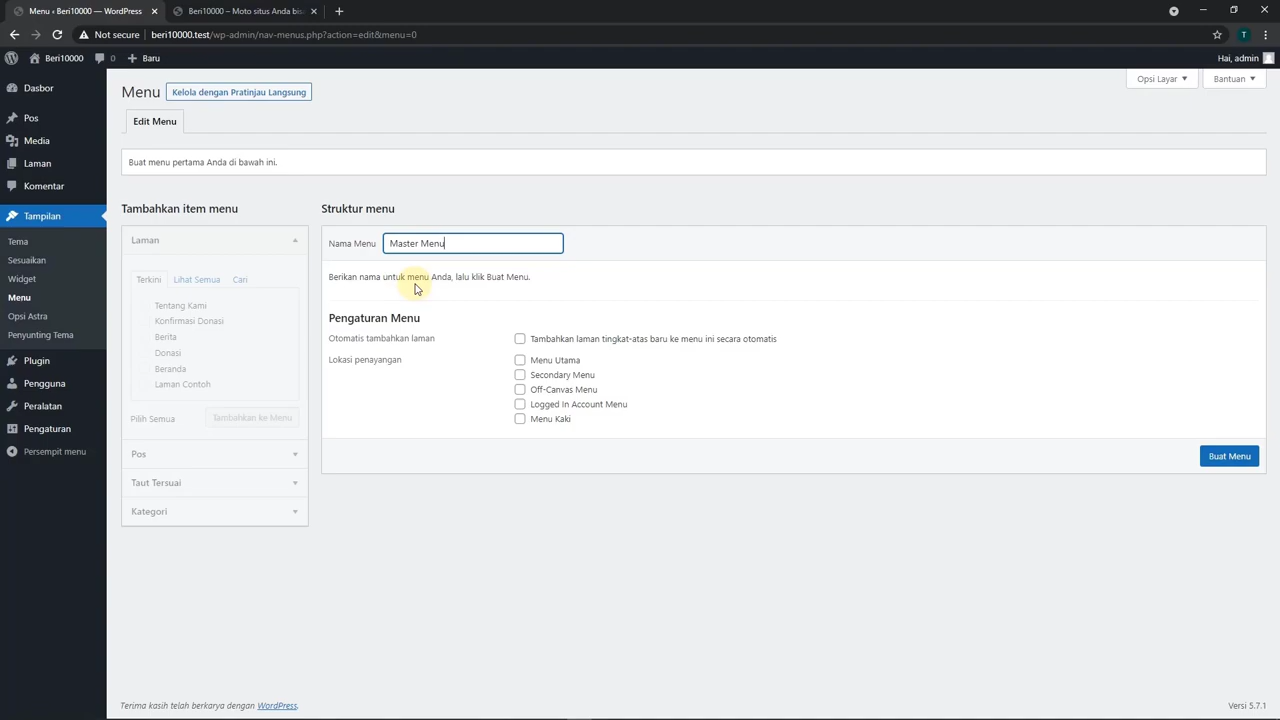 Menu ‹ Beri10000 — WordPress
Beri10000 – Moto situs Anda bisa
Not secure
beri10000.test/wp-admin/nav-menus.php?action=edit&menu=0
T
Beri10000
0
Baru
Hai, admin
Dasbor
Pos
Media
Laman
Komentar
Tampilan
Tema
Sesuaikan
Widget
Menu
Opsi Astra
Penyunting Tema
Plugin
Pengguna
Peralatan
Pengaturan
Persempit menu
Menu
Kelola dengan Pratinjau Langsung
Opsi Layar
Bantuan
Edit Menu
Buat menu pertama Anda di bawah ini.
Tambahkan item menu
Laman
Terkini
Lihat Semua
Cari
Tentang Kami
Konfirmasi Donasi
Berita
Donasi
Beranda
Laman Contoh
Pilih Semua
Tambahkan ke Menu
Pos
Taut Tersuai
Kategori
Struktur menu
Nama Menu
Master Menu
Berikan nama untuk menu Anda, lalu klik Buat Menu.
Pengaturan Menu
Otomatis tambahkan laman
Tambahkan laman tingkat-atas baru ke menu ini secara otomatis
Lokasi penayangan
Menu Utama
Secondary Menu
Off-Canvas Menu
Logged In Account Menu
Menu Kaki
Buat Menu
Terima kasih telah berkarya dengan WordPress.
Versi 5.7.1